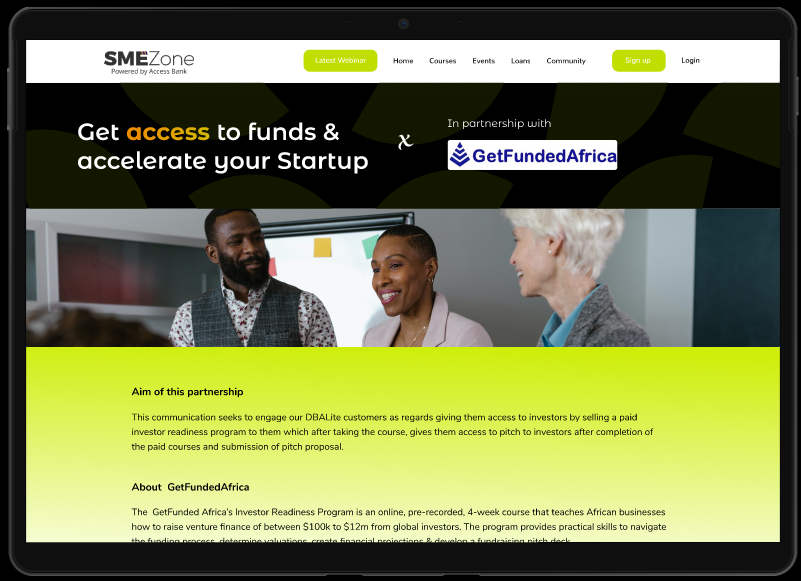 SMEZone
Powered by Access Bank
Latest Webinar
Home
Courses
Events
Loans
Community
Sign up
Login
Get access to funds &
accelerate your Startup
x
In partnership with
GetFundedAfrica
Aim of this partnership
This communication seeks to engage our DBALite customers as regards giving them access to investors by selling a paid
investor readiness program to them which after taking the course, gives them access to pitch to investors after completion of
the paid courses and submission of pitch proposal.
About GetFundedAfrica
The GetFunded Africa's Investor Readiness Program is an online, pre-recorded, 4-week course that teaches African businesses
how to raise venture finance of between $100k to $12m from global investors. The program provides practical skills to navigate
the funding process, determine valuations, create financial projections & develop a fundraising pitch deck.